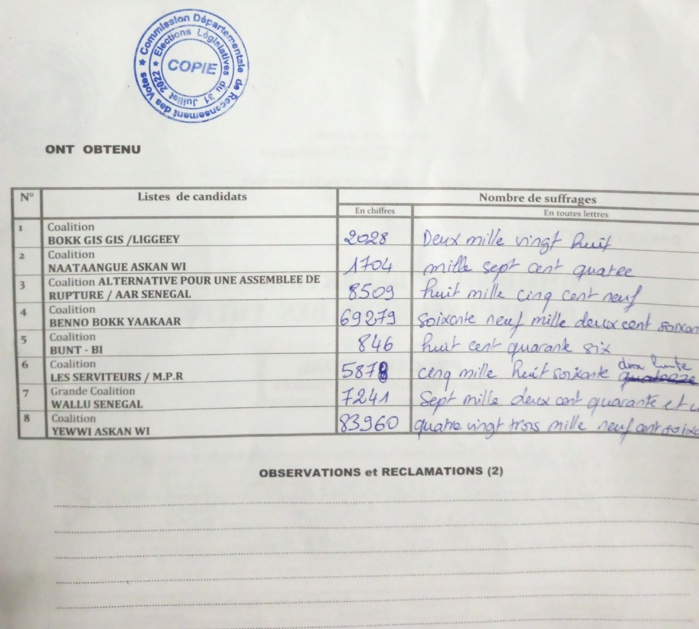 Commission Départementale de Recensement des Votes ★ Elections Législatives du 31 Juillet 2022 ★
COPIE
ONT OBTENU
N° Listes de candidats Nombre de suffrages
En chiffres En toutes lettres
1 Coalition
BOKK GIS GIS /LIGGEEY 2028 Deux mille vingt huit
2 Coalition
NAATAANGUE ASKAN WI 1704 mille sept cent quatre
3 Coalition ALTERNATIVE POUR UNE ASSEMBLEE DE
RUPTURE / AAR SENEGAL 8509 huit mille cinq cent neuf
4 Coalition
BENNO BOKK YAAKAAR 69279 soixante neuf mille deux cent soixan
5 Coalition
BUNT - BI 846 huit cent quarante six
6 Coalition
LES SERVITEURS / M.P.R 5878 cinq mille huit soixante
7 Grande Coalition
WALLU SENEGAL 7241 Sept mille deux cent quarante et u
8 Coalition
YEWWI ASKAN WI 83960 quatre vingt trois mille neuf cent soixa
OBSERVATIONS et RECLAMATIONS (2)